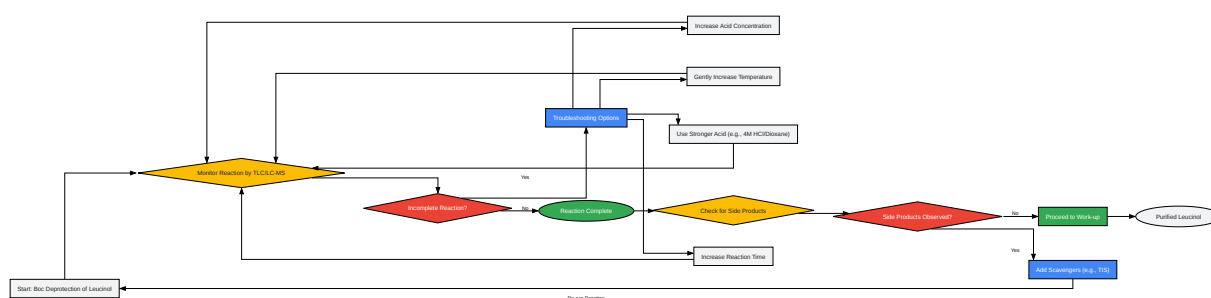 Increase Acid Concentration
Gently Increase Temperature
Troubleshooting Options
Use Stronger Acid (e.g., 4M HCl/Dioxane)
Monitor Reaction by TLC/LC-MS
Yes
Incomplete Reaction?
No
Reaction Complete
Check for Side Products
Side Products Observed?
No
Proceed to Work-up
Purified Leucinol
Yes
Increase Reaction Time
Add Scavengers (e.g., TIS)
Start: Boc Deprotection of Leucinol